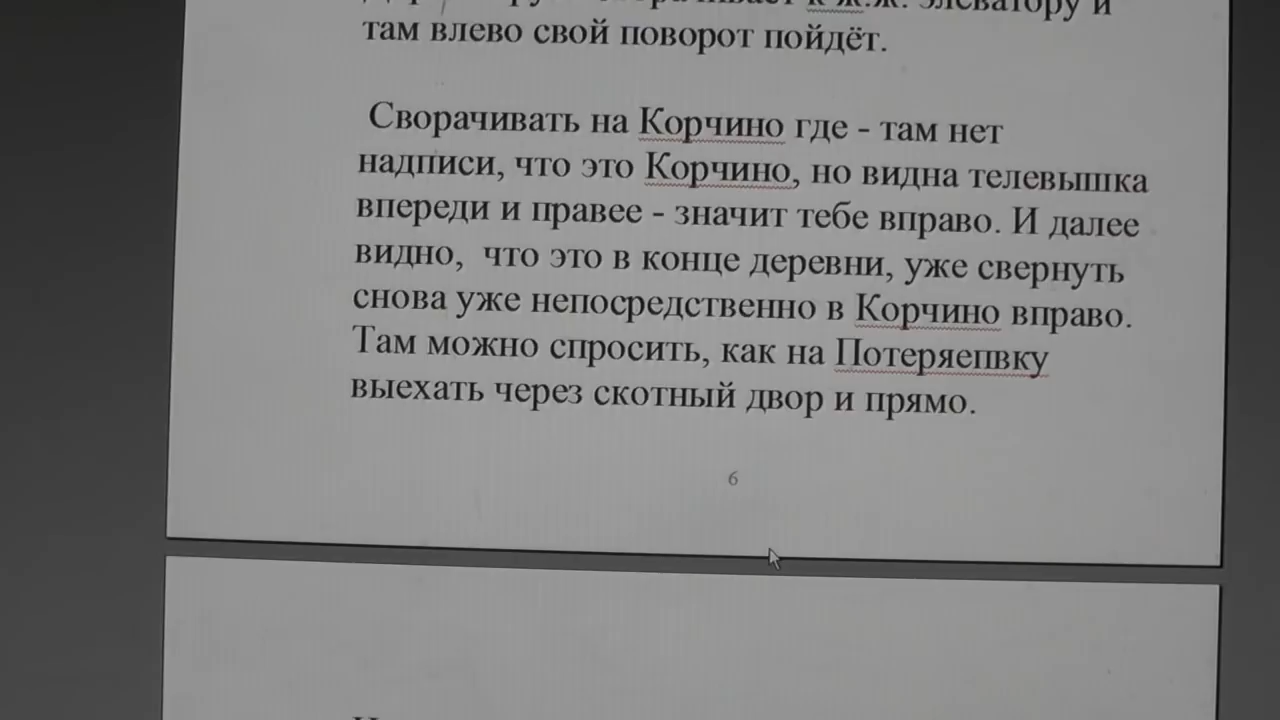 к ж.ж. элеватору и
там влево свой поворот пойдёт.
Сворачивать на Корчино где - там нет
надписи, что это Корчино, но видна телевышка
впереди и правее - значит тебе вправо. И далее
видно, что это в конце деревни, уже свернуть
снова уже непосредственно в Корчино вправо.
Там можно спросить, как на Потеряепвку
выехать через скотный двор и прямо.
6